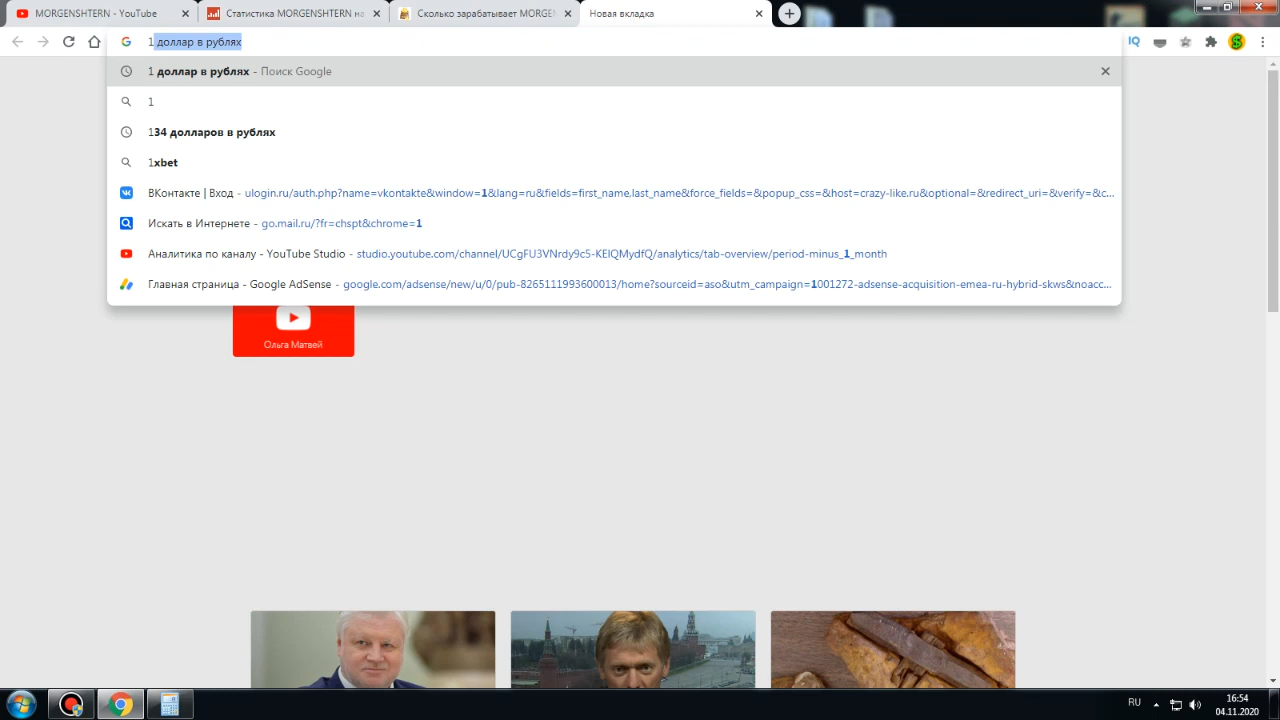 MORGENSHTERN - YouTube
Статистика MORGENSHTERN на
Сколько зарабатывает MORGEN
Новая вкладка
1 доллар в рублях
IQ
1 доллар в рублях - Поиск Google
1
134 долларов в рублях
1xbet
ВКонтакте | Вход - ulogin.ru/auth.php?name=vkontakte&window=1&lang=ru&fields=first_name,last_name&force_fields=&popup_css=&host=crazy-like.ru&optional=&redirect_uri=&verify=&c...
Искать в Интернете - go.mail.ru/?fr=chspt&chrome=1
Аналитика по каналу - YouTube Studio - studio.youtube.com/channel/UCgFU3VNrdy9c5-KEIQMydfQ/analytics/tab-overview/period-minus_1_month
Главная страница - Google AdSense - google.com/adsense/new/u/0/pub-8265111993600013/home?sourceid=aso&utm_campaign=1001272-adsense-acquisition-emea-ru-hybrid-skws&noacc...
Ольга Матвей
RU
16:54
04.11.2020